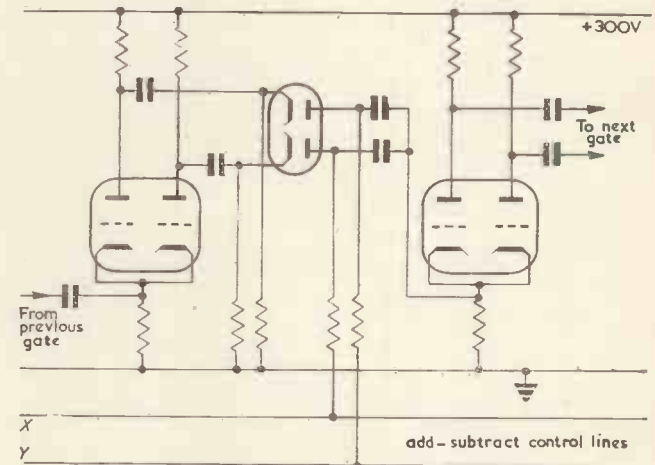 +300V
To next
gate
From
previous
gate
X
add-subtract control lines
Y